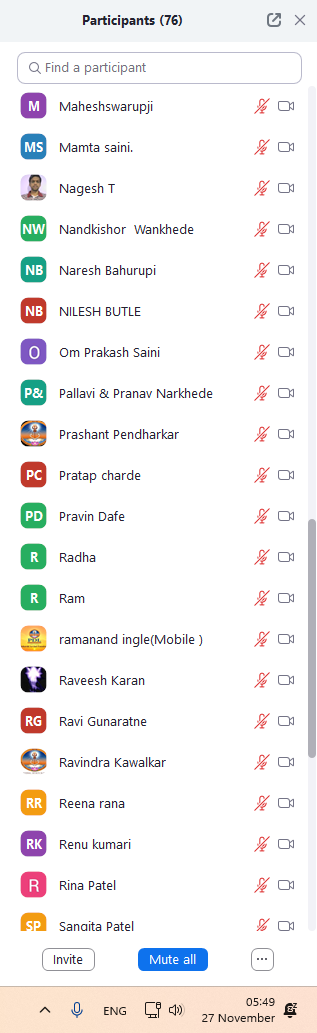 Participants (76)
Find a participant
M Maheshswarupji
MS Mamta saini.
Nagesh T
NW Nandkishor Wankhede
NB Naresh Bahurupi
NB NILESH BUTLE
O Om Prakash Saini
P& Pallavi & Pranav Narkhede
Prashant Pendharkar
PC Pratap charde
PD Pravin Dafe
R Radha
R Ram
ramanand ingle(Mobile )
Raveesh Karan
RG Ravi Gunaratne
Ravindra Kawalkar
RR Reena rana
RK Renu kumari
R Rina Patel
SP Sangita Patel
Invite Mute all ...
ENG 05:49
27 November